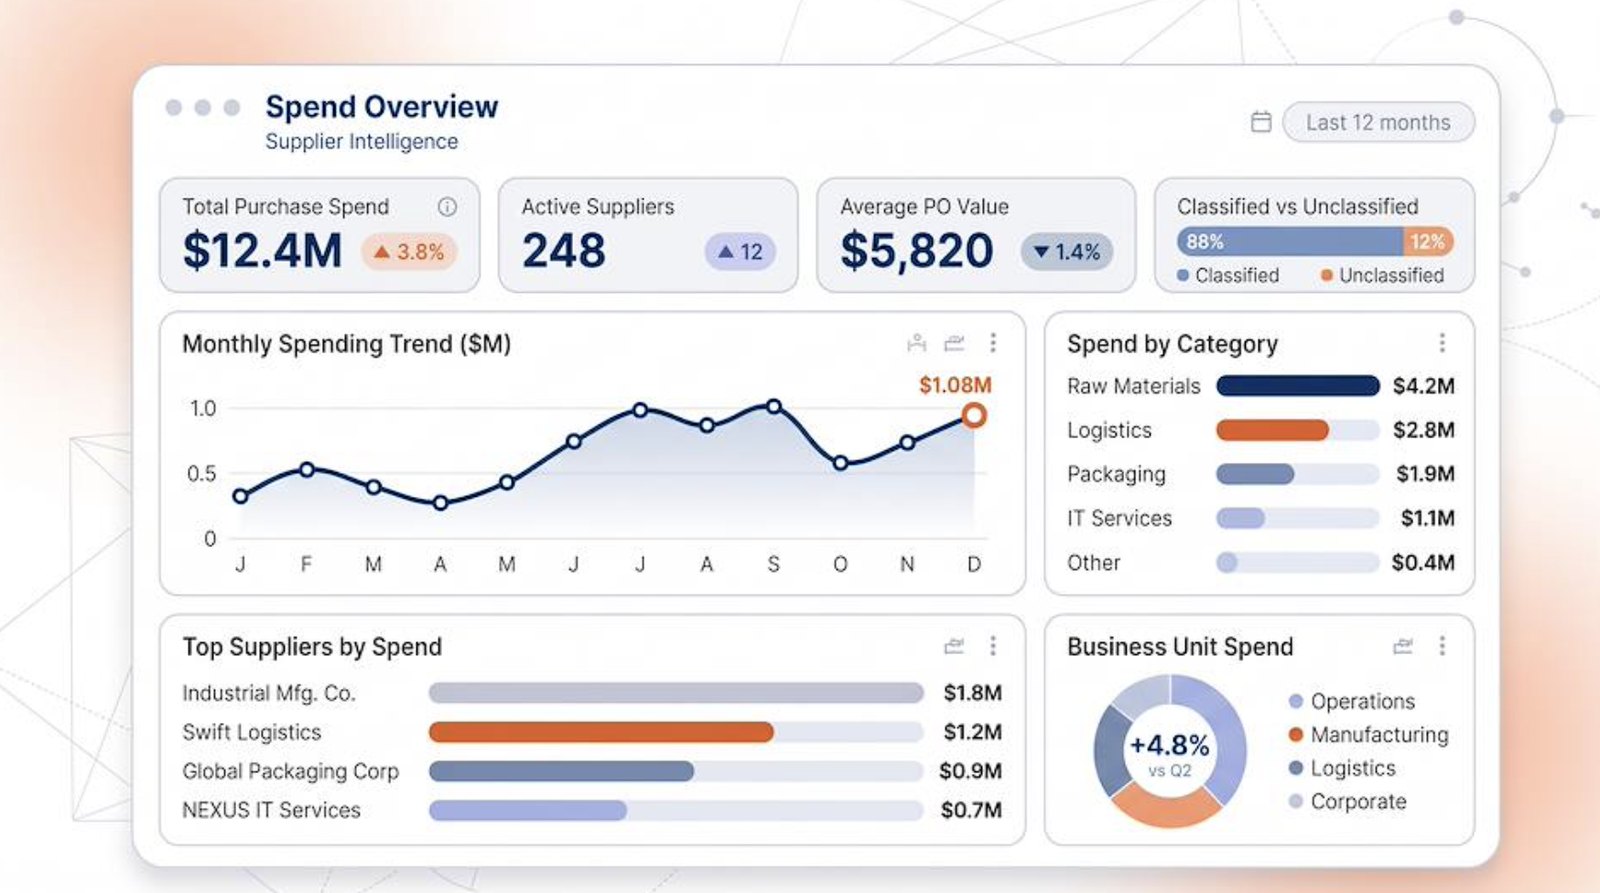 Spend Overview
Supplier Intelligence
Last 12 months
Total Purchase Spend
$12.4M ▲ 3.8%
Active Suppliers
248 ▲ 12
Average PO Value
$5,820 ▼ 1.4%
Classified vs Unclassified
88% 12%
Classified Unclassified
Monthly Spending Trend ($M)
$1.08M
1.0
0.5
0
J F M A M J J A S O N D
Spend by Category
Raw Materials $4.2M
Logistics $2.8M
Packaging $1.9M
IT Services $1.1M
Other $0.4M
Top Suppliers by Spend
Industrial Mfg. Co. $1.8M
Swift Logistics $1.2M
Global Packaging Corp $0.9M
NEXUS IT Services $0.7M
Business Unit Spend
+4.8%
vs Q2
Operations
Manufacturing
Logistics
Corporate